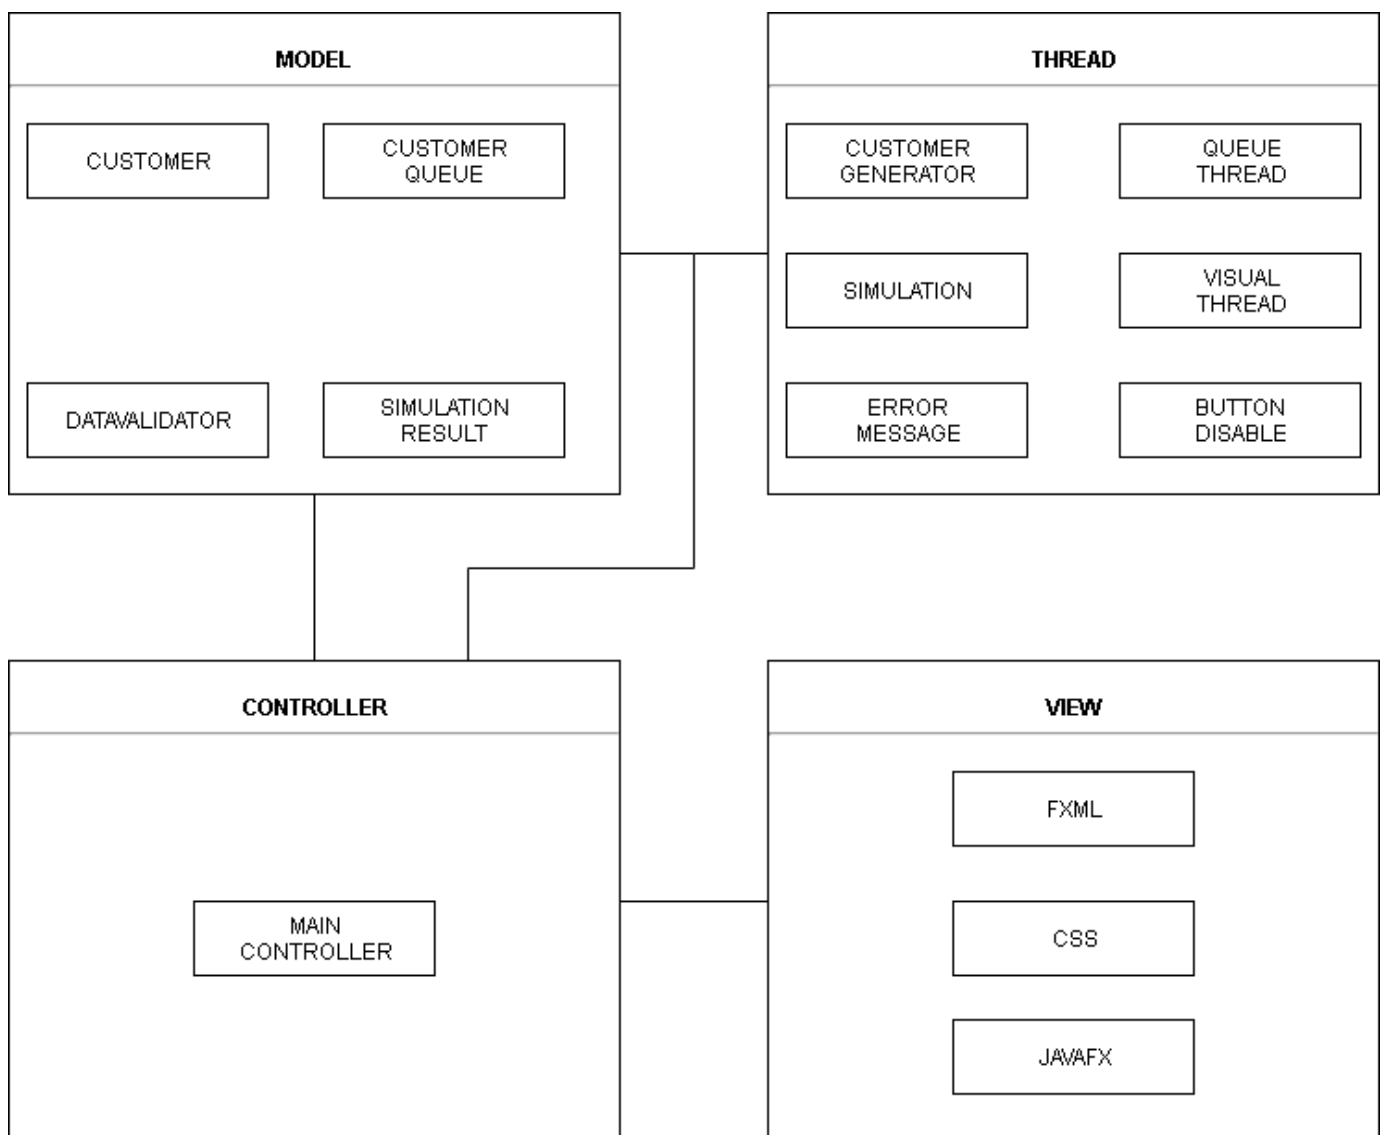 MODEL
CUSTOMER
CUSTOMER
QUEUE
DATAVALIDATOR
SIMULATION
RESULT
THREAD
CUSTOMER
GENERATOR
QUEUE
THREAD
SIMULATION
VISUAL
THREAD
ERROR
MESSAGE
BUTTON
DISABLE
CONTROLLER
MAIN
CONTROLLER
VIEW
FXML
CSS
JAVAFX